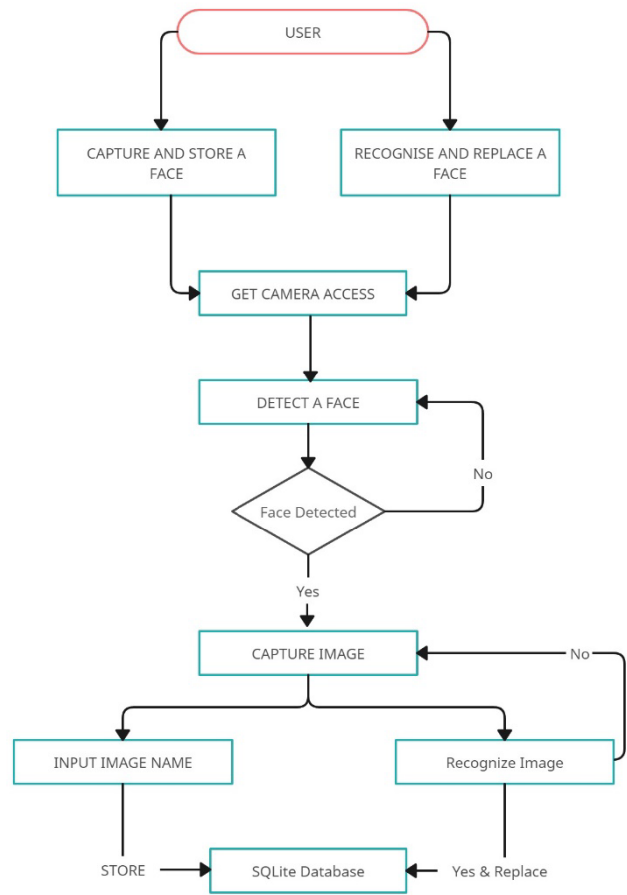 USER
CAPTURE AND STORE A
FACE
RECOGNISE AND REPLACE A
FACE
GET CAMERA ACCESS
DETECT A FACE
No
Face Detected
Yes
CAPTURE IMAGE
No
INPUT IMAGE NAME
Recognize Image
STORE
SQLite Database
Yes & Replace